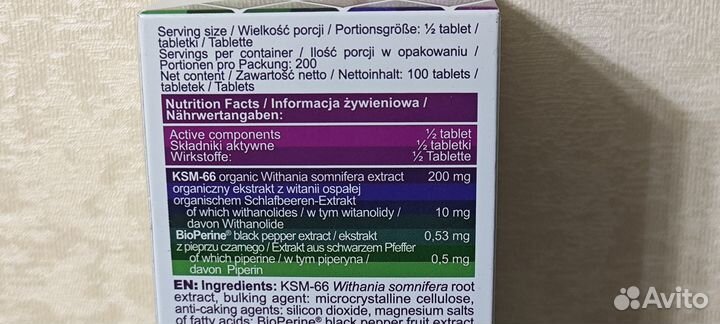 Serving size / Wielkość porcji / Portionsgröße: ½ tablet /
tabletki / Tablette
Servings per container / Ilość porcji w opakowaniu /
Portionen pro Packung: 200
Net content / Zawartość netto / Nettoinhalt: 100 tablets /
tabletek / Tablets
Nutrition Facts / Informacja żywieniowa /
Nährwertangaben:
Active components ½ tablet
Składniki aktywne ½ tabletki
Wirkstoffe: ½ Tablette
KSM-66 organic Withania somnifera extract 200 mg
organiczny ekstrakt z witanii ospałej
organischem Schlafbeeren-Extrakt
of which withanolides / w tym witanolidy / 10 mg
davon Withanolide
BioPerine® black pepper extract / ekstrakt 0,53 mg
z pieprzu czarnego / Extrakt aus schwarzem Pfeffer
of which piperine / w tym piperyna / 0,5 mg
davon Piperin
EN: Ingredients: KSM-66 Withania somnifera root
extract, bulking agent: microcrystalline cellulose,
anti-caking agents: silicon dioxide, magnesium salts
of fatty acids; BioPerine® black pepper fruit extract
Avito